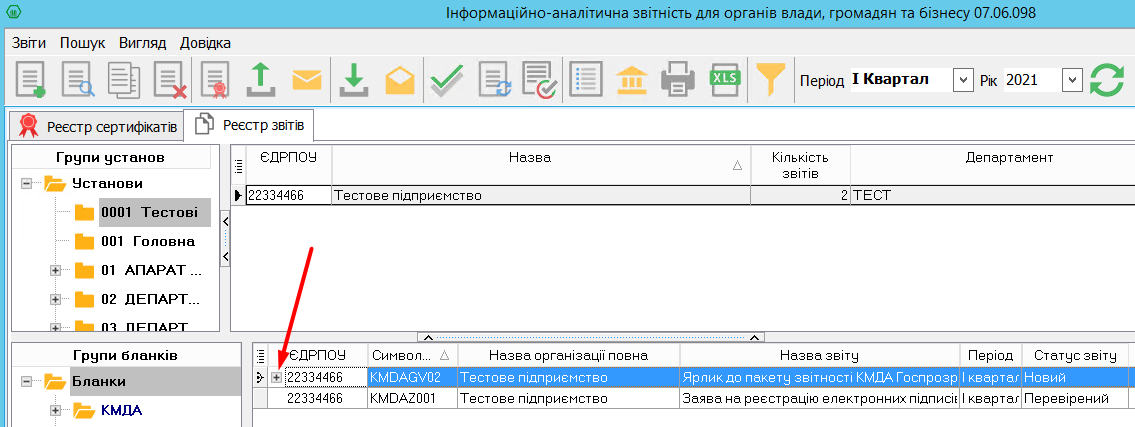 Інформаційно-аналітична звітність для органів влади, громадян та бізнесу 07.06.098
Звіти Пошук Вигляд Довідка
XLS Період І Квартал Рік 2021
Реєстр сертифікатів Реєстр звітів
Групи установ
Установи
0001 Тестові
001 Головна
01 АПАРАТ ...
02 ДЕПАРТ...
03 ДЕПАРТ
ЄДРПОУ Назва Кількість звітів Департамент
22334466 Тестове підприємство 2 ТЕСТ
Групи бланків
Бланки
КМДА
ЄДРПОУ Символ... Назва організації повна Назва звіту Період Статус звіту
22334466 KMDAGV02 Тестове підприємство Ярлик до пакету звітності КМДА Госпрозр І квартал Новий
22334466 KMDAZ001 Тестове підприємство Заява на реєстрацію електронних підписів І квартал Перевірений